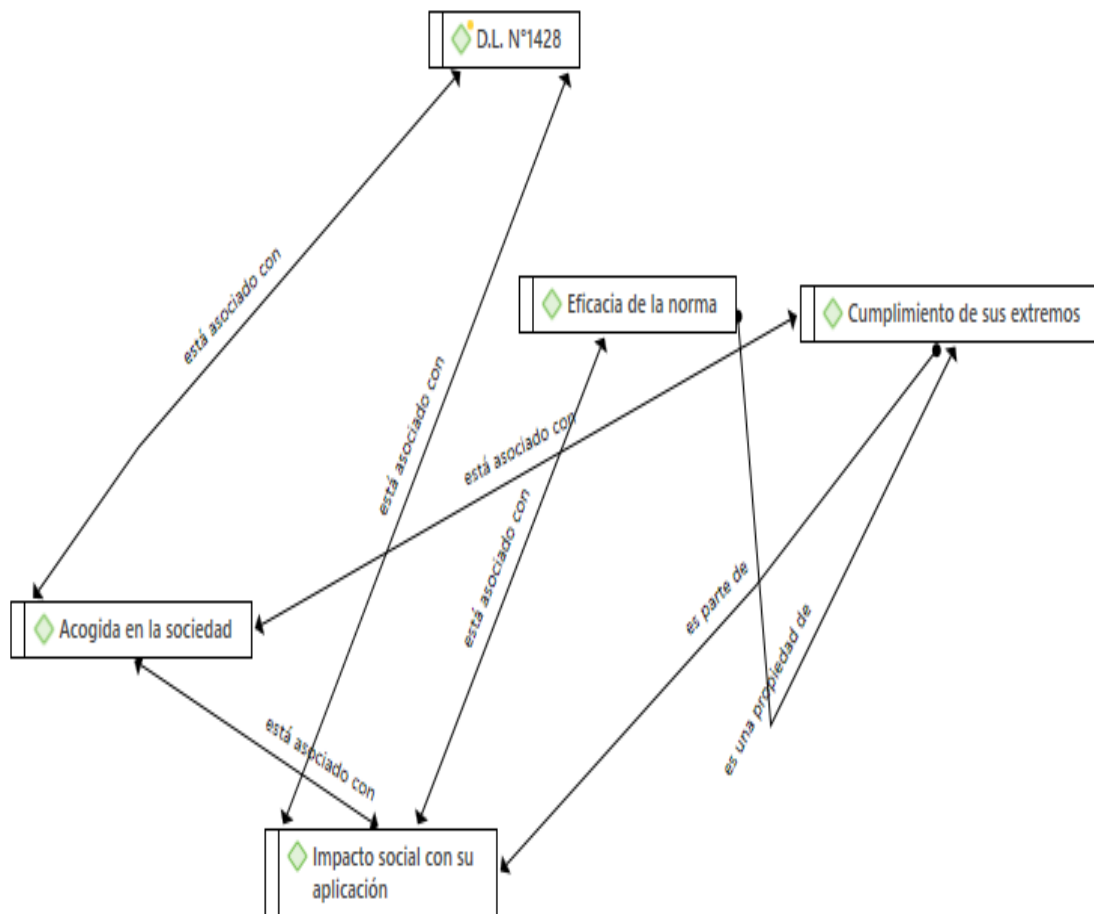 D.L. N°1428
está asociado con
Eficacia de la norma
Cumplimiento de sus extremos
está asociado con
está asociado con
está asociado con
es parte de
Acogida en la sociedad
es una propiedad de
está asociado con
Impacto social con su
aplicación